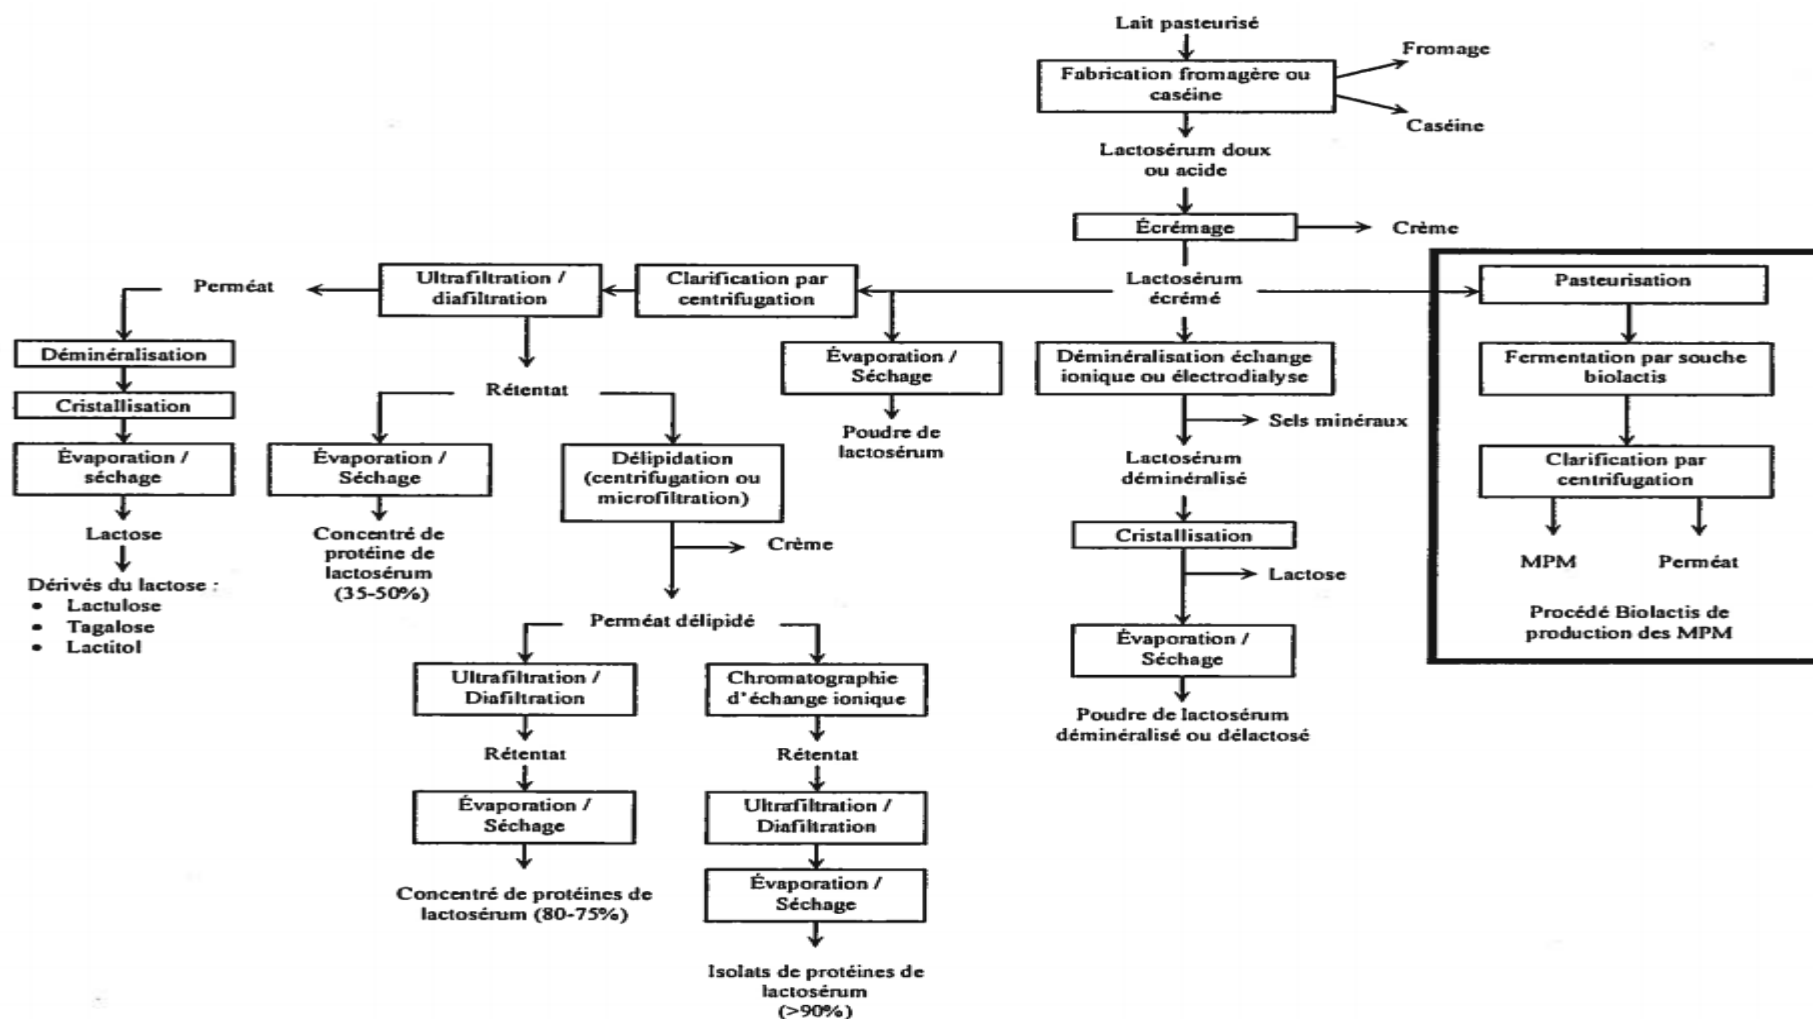 Lait pasteurisé
Fromage
Fabrication fromagère ou
caséine
Caséine
Lactosérum doux
ou acide
Écrémage
Crème
Perméat
Ultrafiltration /
diafiltration
Clarification par
centrifugation
Lactosérum
écrémé
Pasteurisation
Déminéralisation
Cristallisation
Évaporation /
séchage
Lactose
Dérivés du lactose :
• Lactulose
• Tagalose
• Lactitol
Rétentat
Évaporation /
Séchage
Concentré de
protéine de
lactosérum
(35-50%)
Délipidation
(centrifugation ou
microfiltration)
Crème
Perméat délipidé
Ultrafiltration /
Diafiltration
Rétentat
Évaporation /
Séchage
Concentré de protéines de
lactosérum (80-75%)
Chromatographie
d'échange ionique
Rétentat
Ultrafiltration /
Diafiltration
Évaporation /
Séchage
Isolats de protéines de
lactosérum
(>90%)
Évaporation /
Séchage
Poudre de
lactosérum
Déminéralisation échange
ionique ou électrodialyse
Sels minéraux
Lactosérum
déminéralisé
Cristallisation
Lactose
Évaporation /
Séchage
Poudre de lactosérum
déminéralisé ou délactosé
Fermentation par souche
biolactis
Clarification par
centrifugation
MPM
Perméat
Procédé Biolactis de
production des MPM